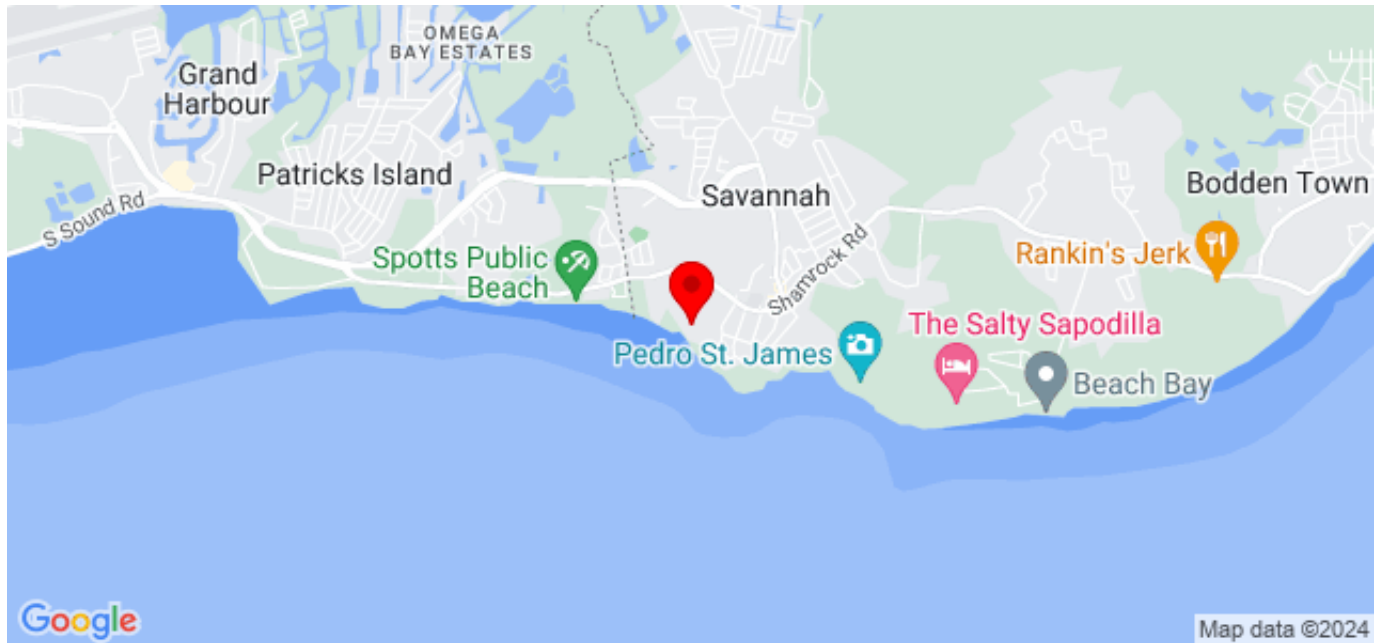 OMEGA
BAY ESTATES
Grand
Harbour
Patricks Island
Savannah
Bodden Town
S Sound Rd
Spotts Public
Beach
Rankin's Jerk
Shamrock Rd
The Salty Sapodilla
Pedro St. James
Beach Bay
Google
Map data ©2024